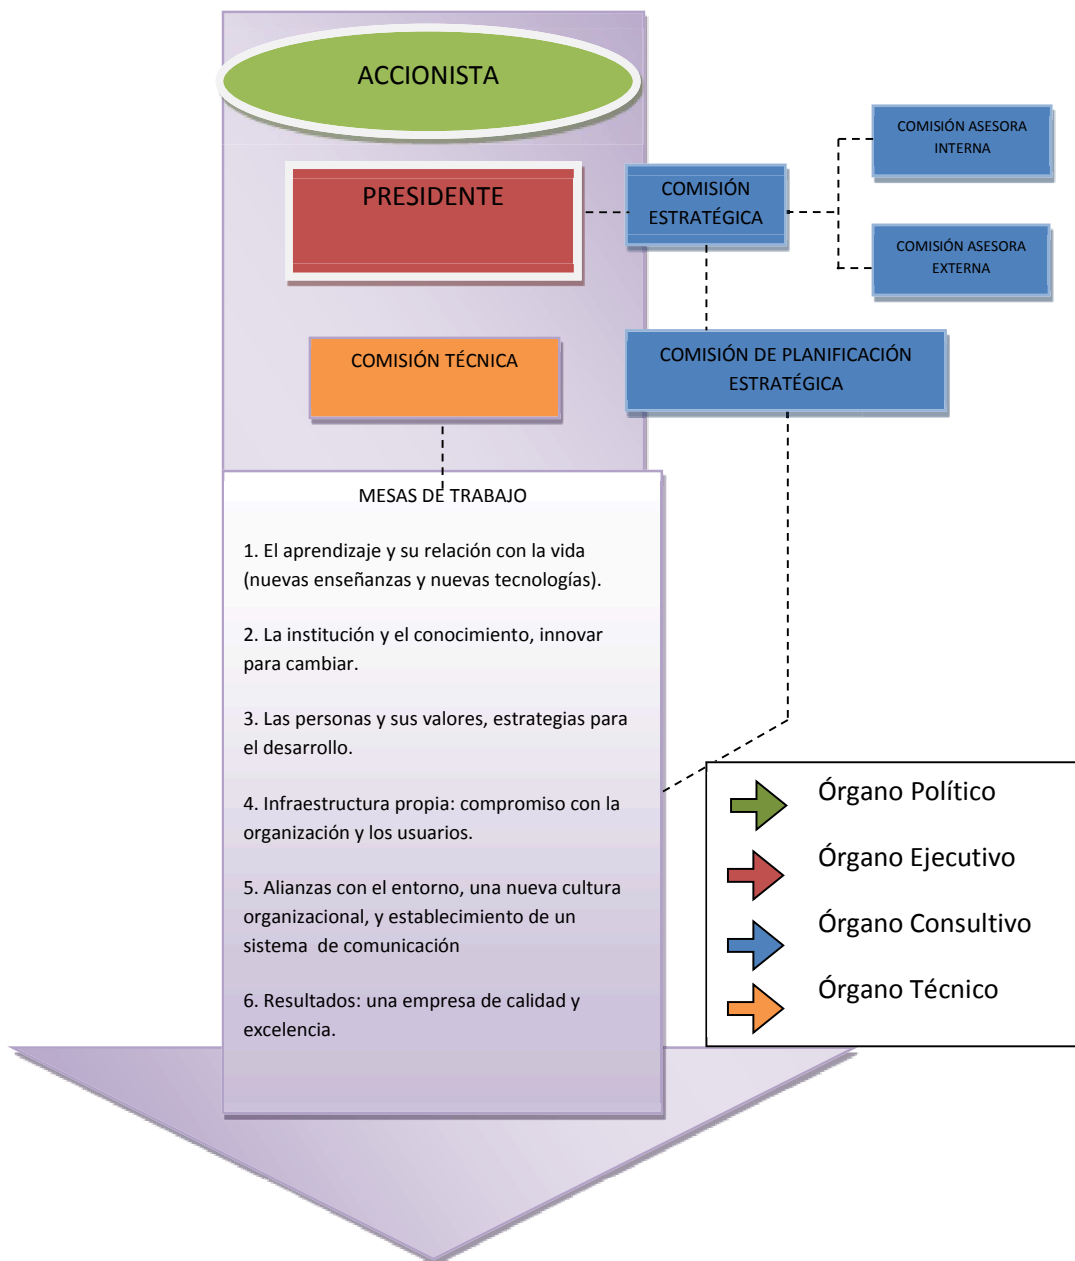 ACCIONISTA
PRESIDENTE
COMISIÓN
ESTRATÉGICA
COMISIÓN ASESORA
INTERNA
COMISIÓN ASESORA
EXTERNA
COMISIÓN TÉCNICA
COMISIÓN DE PLANIFICACIÓN
ESTRATÉGICA
MESAS DE TRABAJO
1. El aprendizaje y su relación con la vida
(nuevas enseñanzas y nuevas tecnologías).
2. La institución y el conocimiento, innovar
para cambiar.
3. Las personas y sus valores, estrategias para
el desarrollo.
4. Infraestructura propia: compromiso con la
organización y los usuarios.
5. Alianzas con el entorno, una nueva cultura
organizacional, y establecimiento de un
sistema de comunicación
6. Resultados: una empresa de calidad y
excelencia.
Órgano Político
Órgano Ejecutivo
Órgano Consultivo
Órgano Técnico